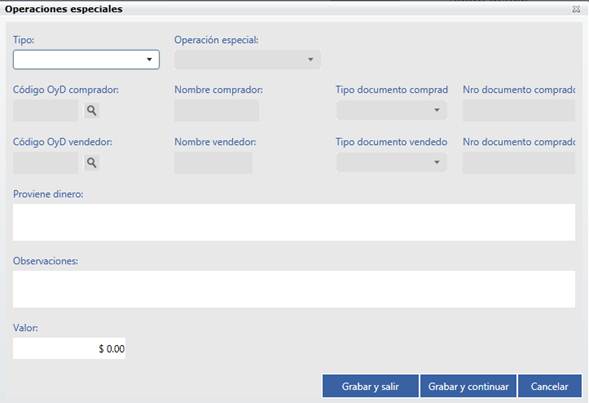 Operaciones especiales
Tipo:
Operación especial:
Código OyD comprador:
Nombre comprador:
Tipo documento comprad
Nro documento comprado
Código OyD vendedor:
Nombre vendedor:
Tipo documento vendedo
Nro documento comprado
Proviene dinero:
Observaciones:
Valor:
$ 0.00
Grabar y salir
Grabar y continuar
Cancelar